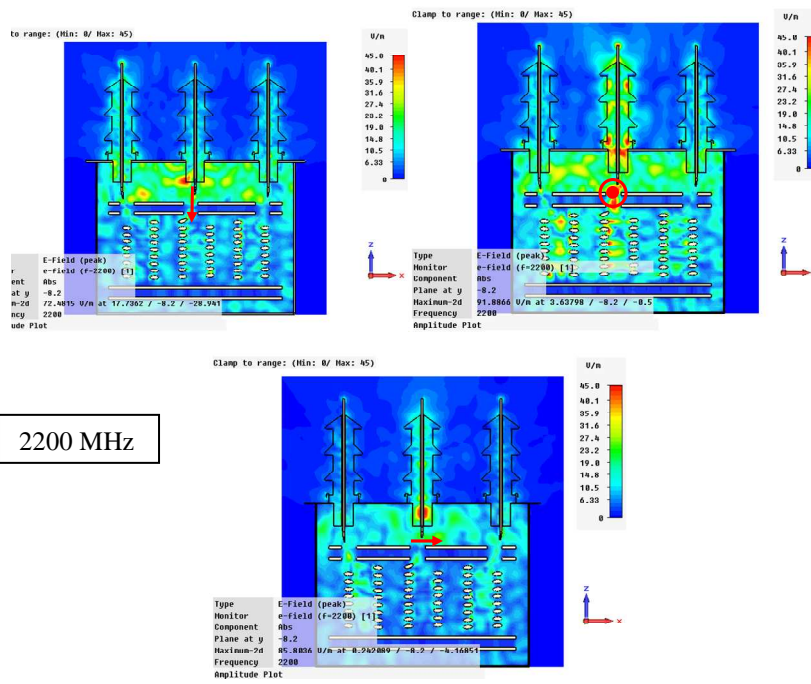 to range: (Min: 0/ Max: 45)
V/m
45.0
40.1
35.9
31.6
27.4
23.2
19.0
14.8
10.5
6.33
0
E-Field (peak)
r e-field (f=2200) [1]
ent Abs
at y -8.2
m-2d 72.4815 V/m at 17.7362 / -8.2 / -28.941
ncy 2200
ude Plot
z
x
Clamp to range: (Min: 0/ Max: 45)
V/m
45.0
40.1
35.9
31.6
27.4
23.2
19.0
14.8
10.5
6.33
0
Type E-Field (peak)
Monitor e-field (f=2200) [1]
Component Abs
Plane at y -8.2
Maximum-2d 91.8866 V/m at 3.63798 / -8.2 / -0.5
Frequency 2200
Amplitude Plot
z
2200 MHz
Clamp to range: (Min: 0/ Max: 45)
V/m
45.0
40.1
35.9
31.6
27.4
23.2
19.0
14.8
10.5
6.33
0
Type E-Field (peak)
Monitor e-field (f=2200) [1]
Component Abs
Plane at y -8.2
Maximum-2d 85.8036 V/m at 0.242089 / -8.2 / -4.16851
Frequency 2200
Amplitude Plot
z
x